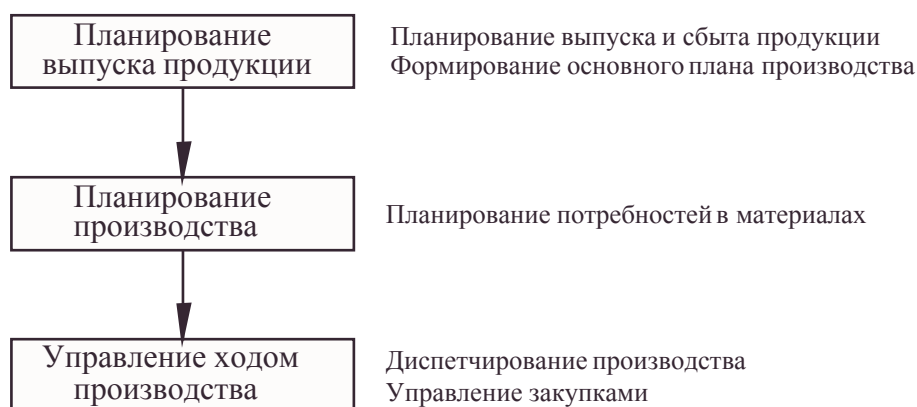 Планирование
выпуска продукции
Планирование выпуска и сбыта продукции
Формирование основного плана производства
Планирование
производства
Планирование потребностей в материалах
Управление ходом
производства
Диспетчирование производства
Управление закупками